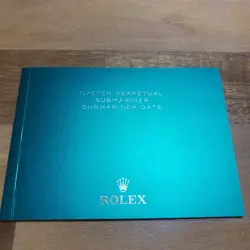 OYSTER PERPETUAL
SUBMARINER
SUBMARINER DATE
ROLEX